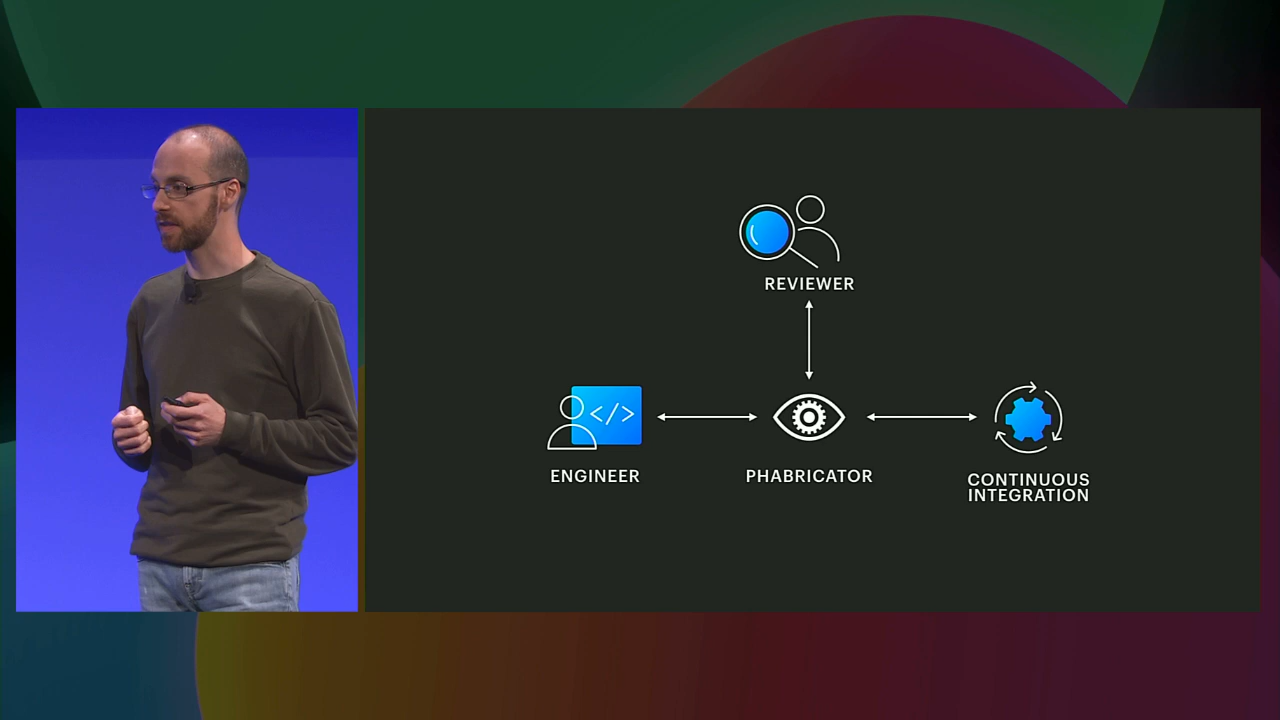 REVIEWER
</>
ENGINEER
PHABRICATOR
CONTINUOUS
INTEGRATION